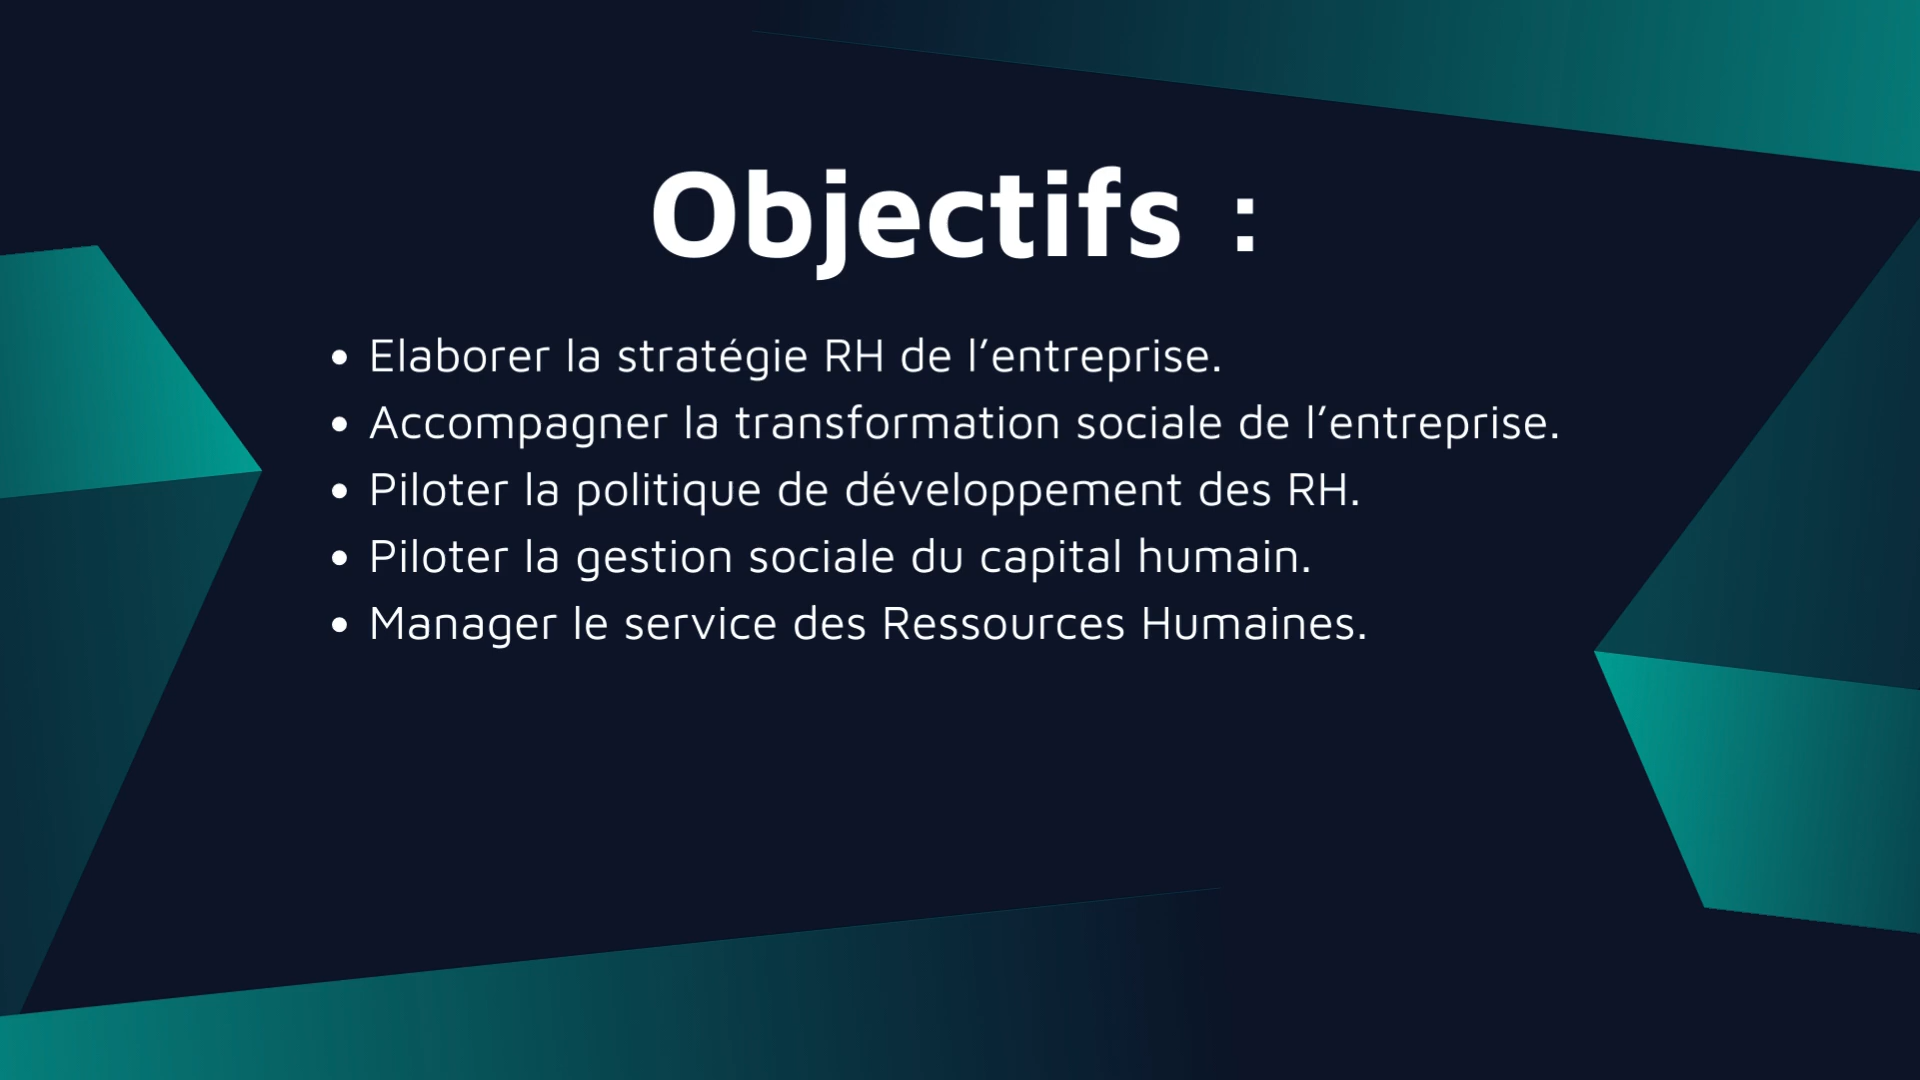 Objectifs :
• Elaborer la stratégie RH de l’entreprise.
• Accompagner la transformation sociale de l’entreprise.
• Piloter la politique de développement des RH.
• Piloter la gestion sociale du capital humain.
• Manager le service des Ressources Humaines.